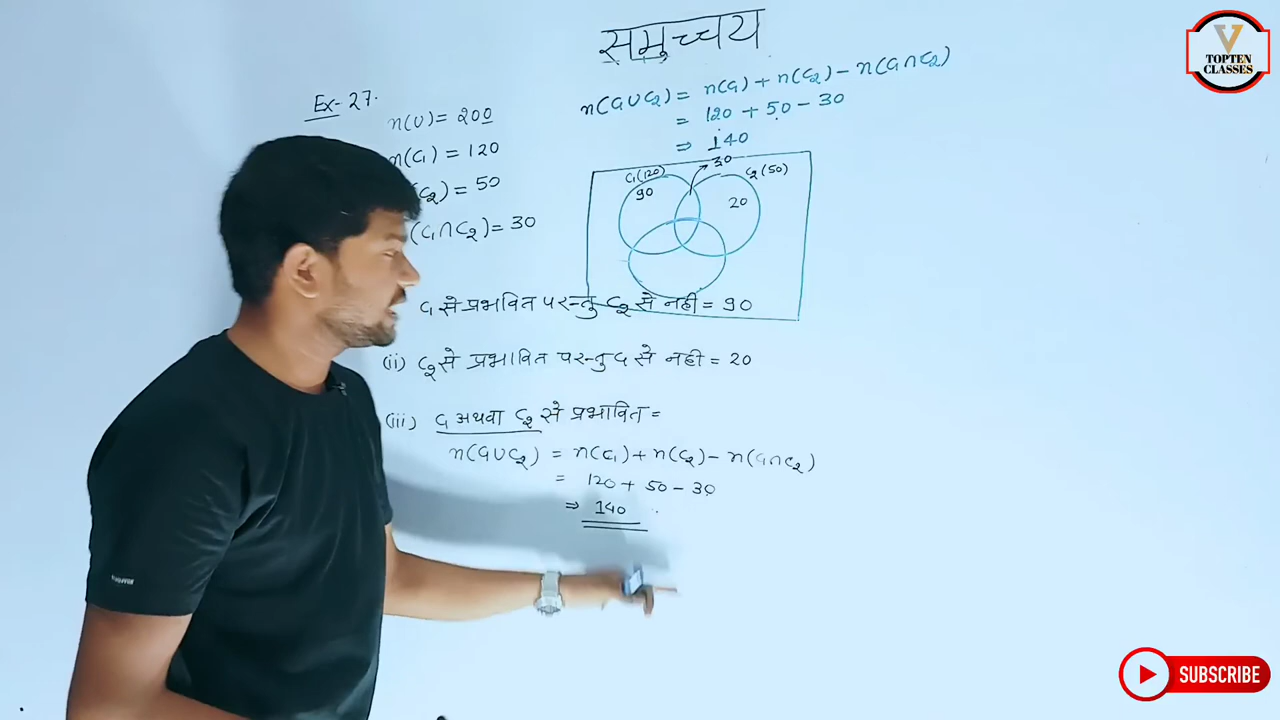 समुच्चय
V
TOPTEN
CLASSES
Ex- 27.
n(U) = 200
n(C₁) = 120
C₂) = 50
(C₁∩C₂) = 30
n(C₁∪C₂) = n(C₁) + n(C₂) - n(C₁∩C₂)
= 120 + 50 - 30
⇒ 140
30
C₁(120)
C₂(50)
90
20
C₁ से प्रभावित परन्तु C₂ से नही = 90
(ii) C₂ से प्रभावित परन्तु C₁ से नही = 20
(iii) C₁ अथवा C₂ से प्रभावित =
n(C₁∪C₂) = n(C₁) + n(C₂) - n(C₁∩C₂)
= 120 + 50 - 30
⇒ 140
SUBSCRIBE